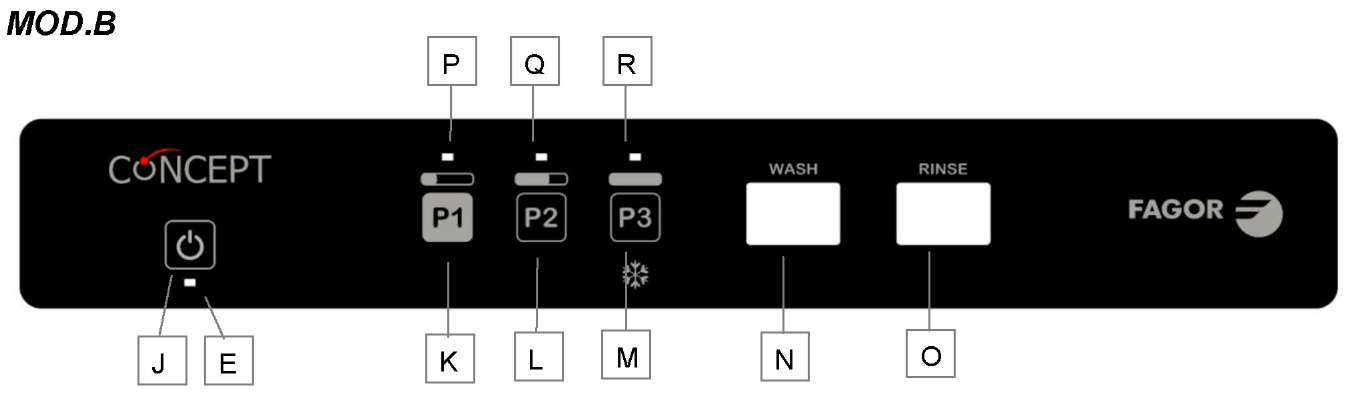 MOD.B
P Q R
CONCEPT
WASH RINSE
P1 P2 P3
FAGOR
J E K L M N O